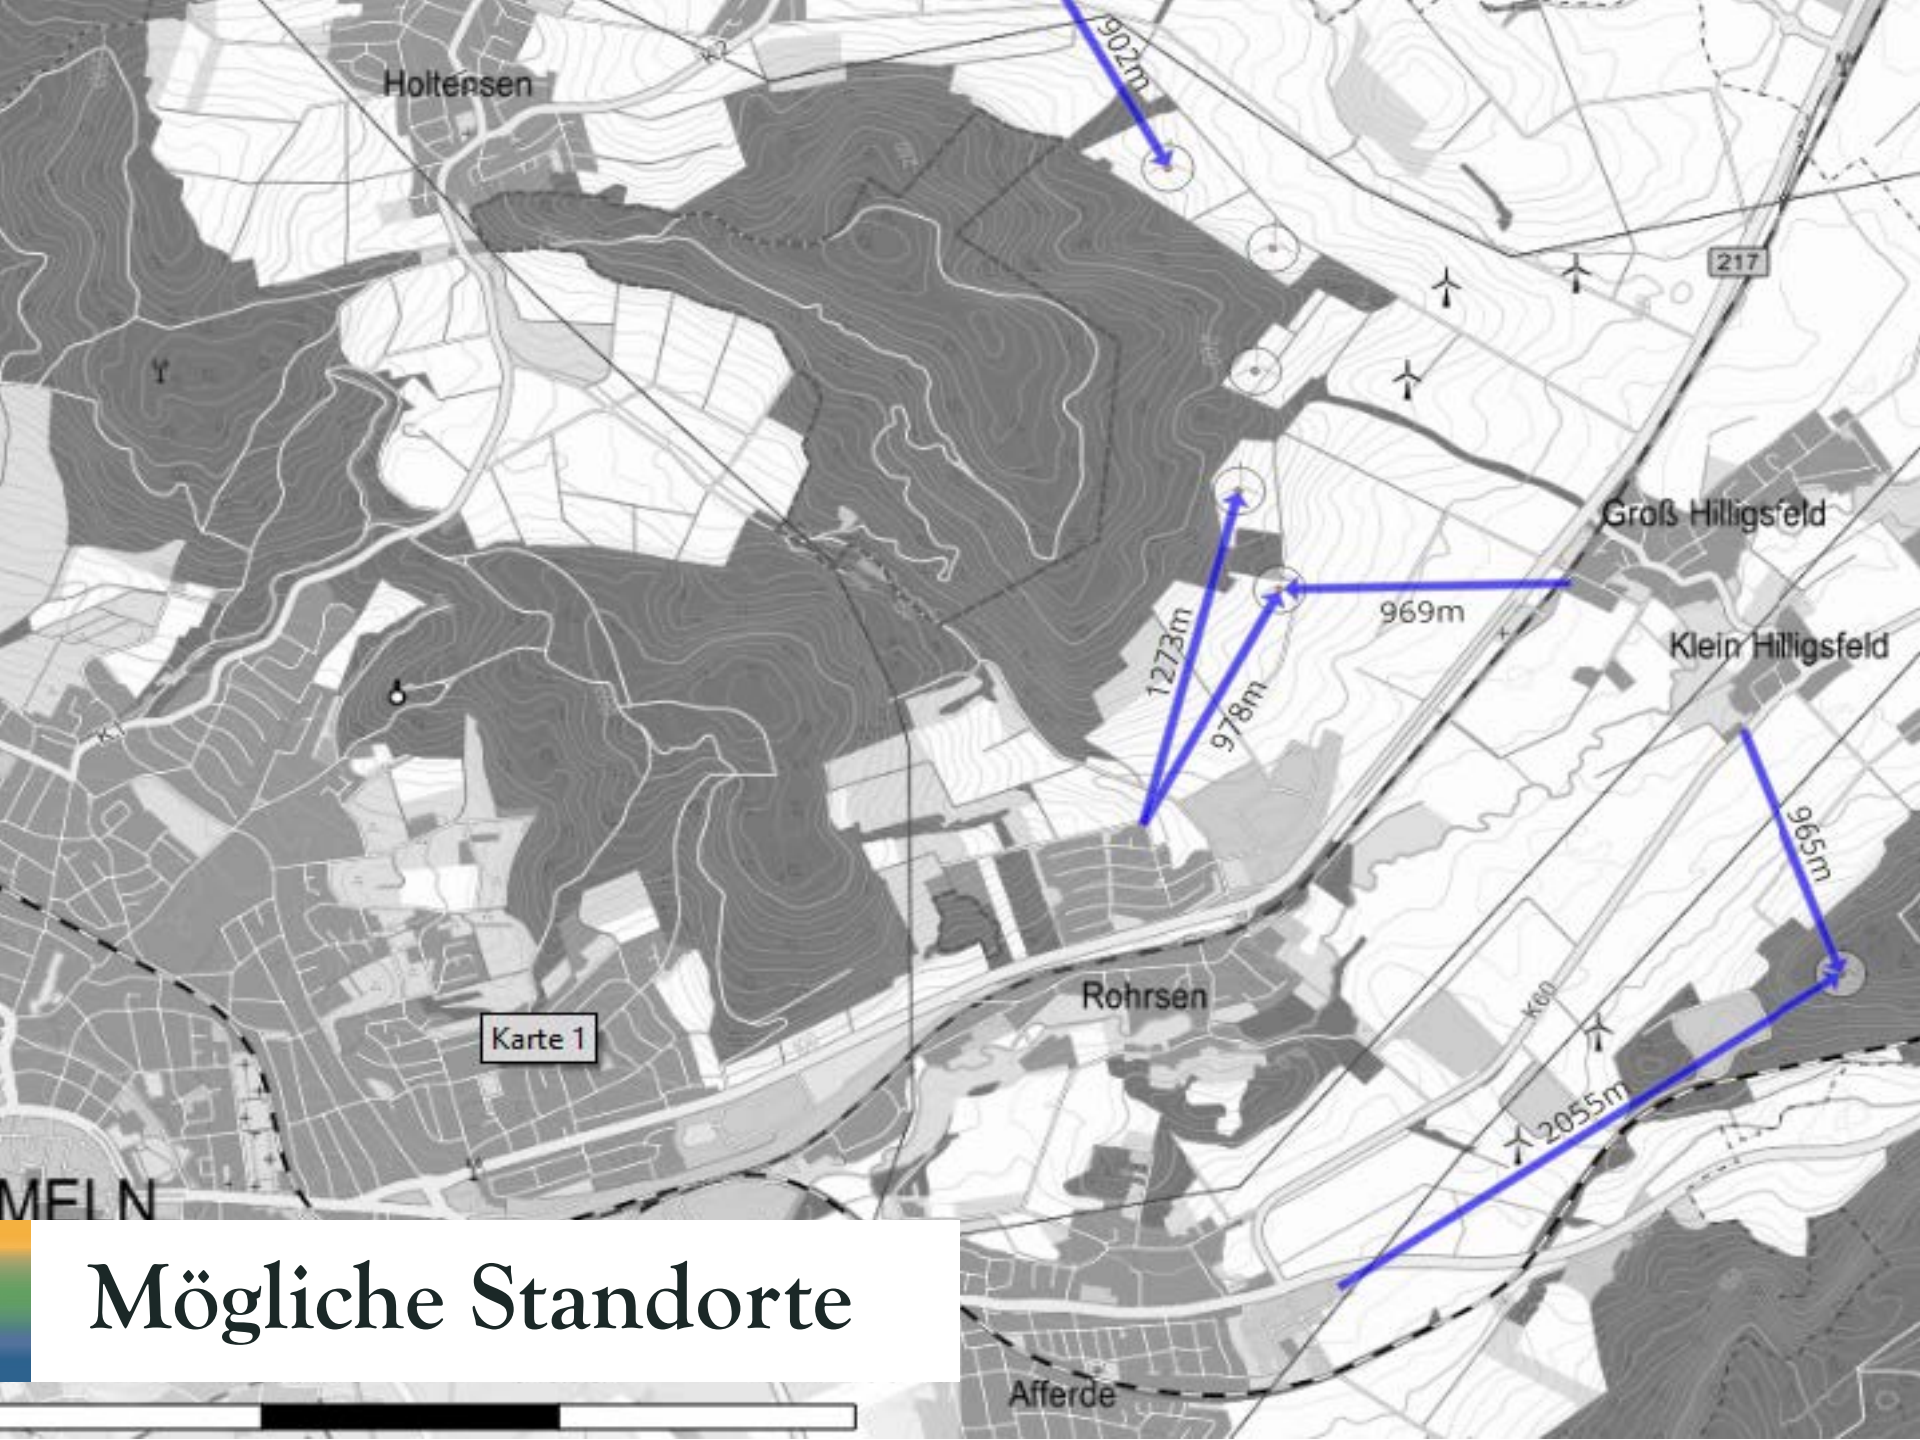 902m
K2
Holtensen
217
Groß Hilligsfeld
969m
1273m
Klein Hilligsfeld
978m
K1
965m
Rohrsen
K60
Karte 1
2055m
MELN
Mögliche Standorte
Afferde